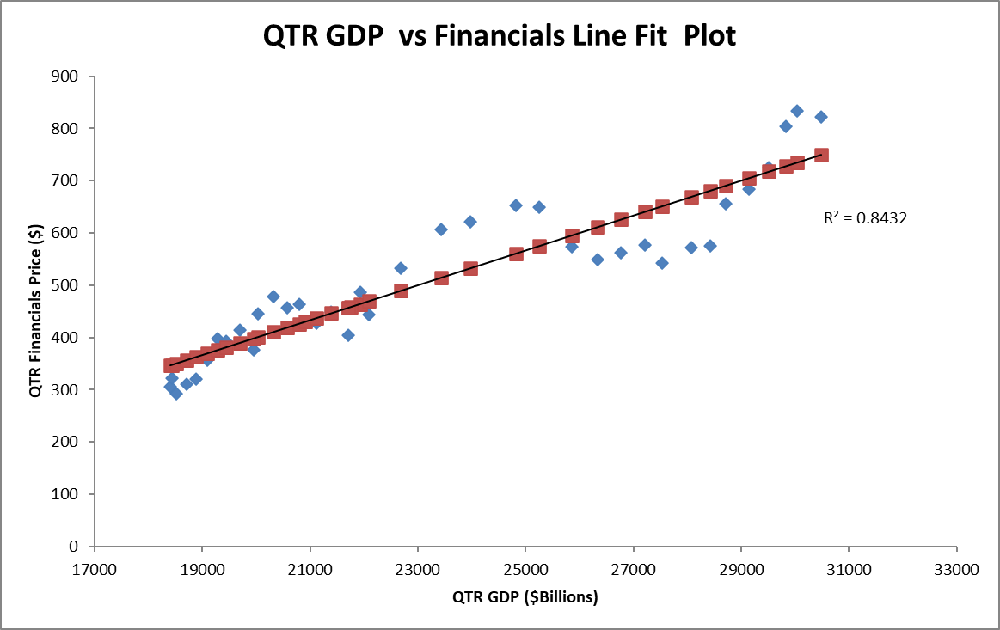 QTR GDP  vs Financials Line Fit  Plot
900
800
700
600
500
400
300
200
100
0
QTR Financials Price ($)
R² = 0.8432
17000 19000 21000 23000 25000 27000 29000 31000 33000
QTR GDP ($Billions)